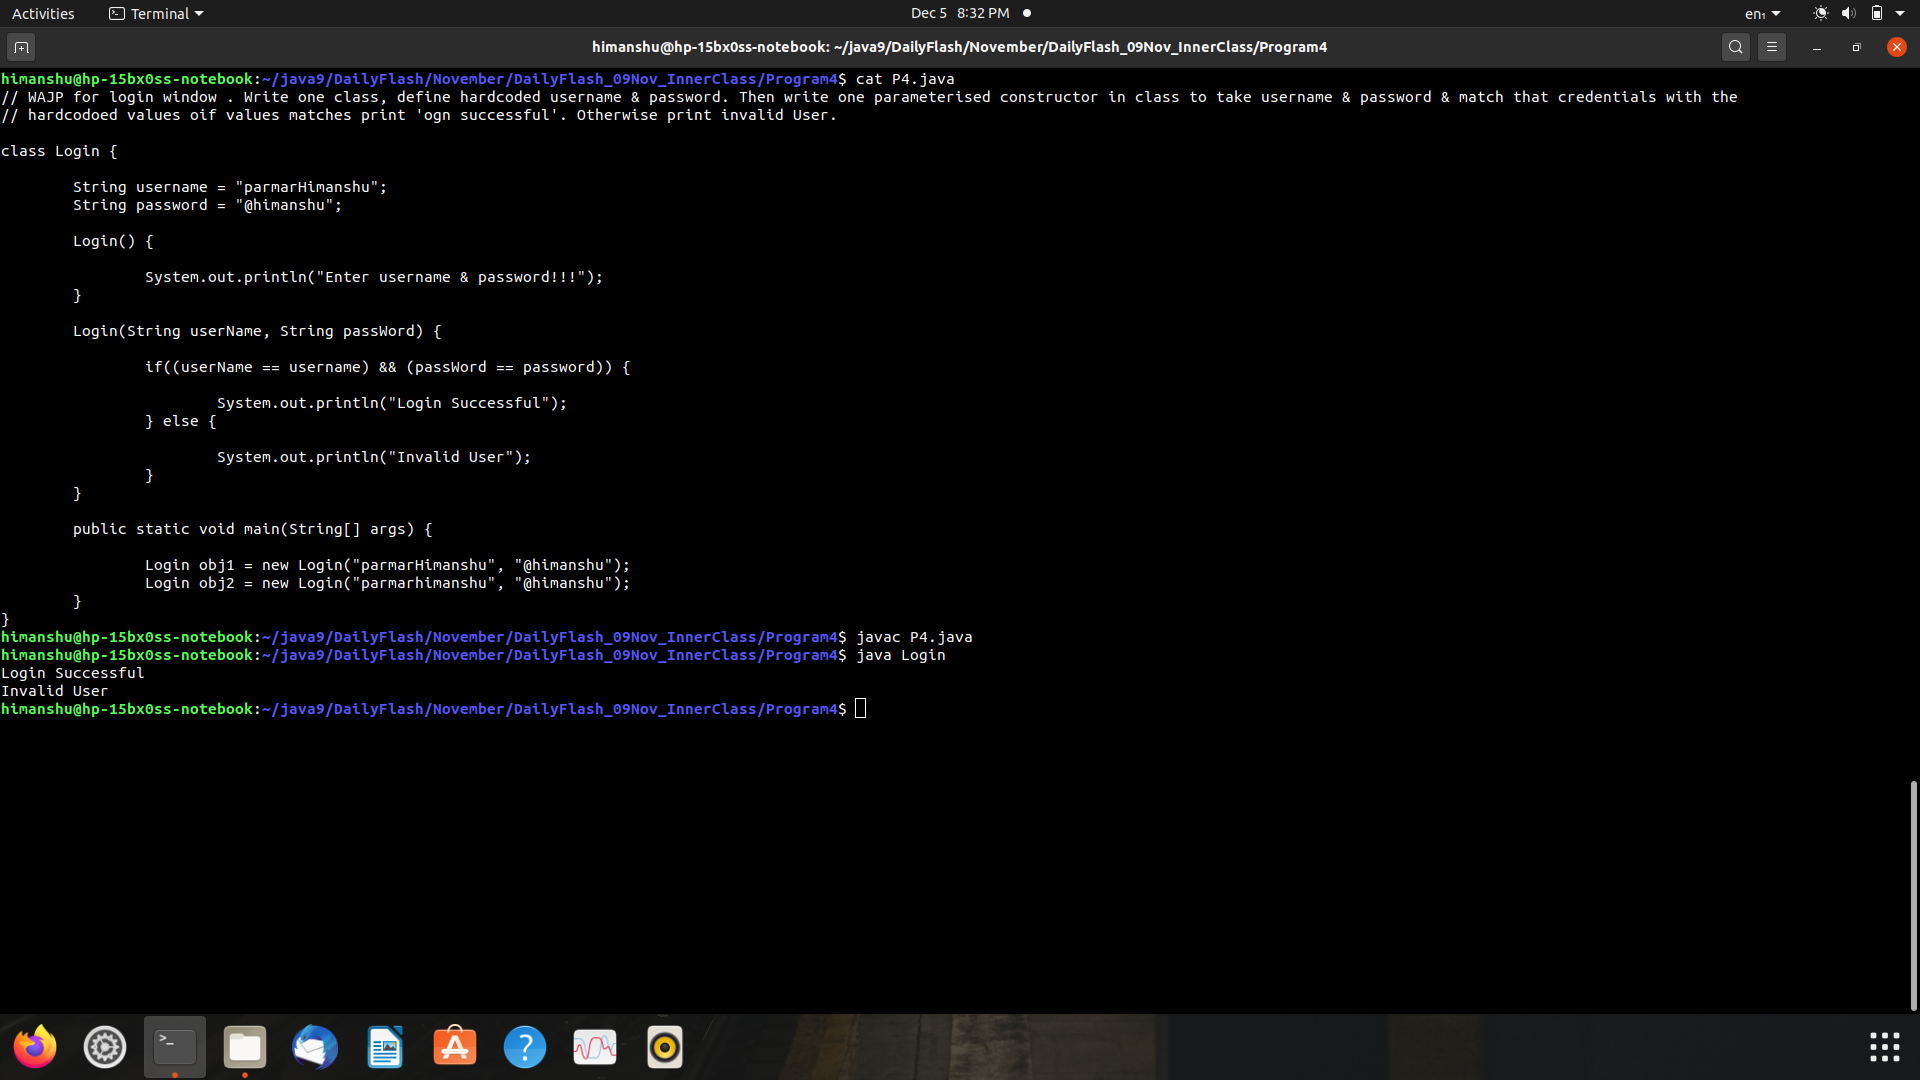 Activities Terminal Dec 5 8:32 PM en₁
himanshu@hp-15bx0ss-notebook: ~/java9/DailyFlash/November/DailyFlash_09Nov_InnerClass/Program4
himanshu@hp-15bx0ss-notebook:~/java9/DailyFlash/November/DailyFlash_09Nov_InnerClass/Program4$ cat P4.java
// WAJP for login window . Write one class, define hardcoded username & password. Then write one parameterised constructor in class to take username & password & match that credentials with the
// hardcodoed values oif values matches print 'ogn successful'. Otherwise print invalid User.
class Login {
String username = "parmarHimanshu";
String password = "@himanshu";
Login() {
System.out.println("Enter username & password!!!");
}
Login(String userName, String passWord) {
if((userName == username) && (passWord == password)) {
System.out.println("Login Successful");
} else {
System.out.println("Invalid User");
}
}
public static void main(String[] args) {
Login obj1 = new Login("parmarHimanshu", "@himanshu");
Login obj2 = new Login("parmarhimanshu", "@himanshu");
}
}
himanshu@hp-15bx0ss-notebook:~/java9/DailyFlash/November/DailyFlash_09Nov_InnerClass/Program4$ javac P4.java
himanshu@hp-15bx0ss-notebook:~/java9/DailyFlash/November/DailyFlash_09Nov_InnerClass/Program4$ java Login
Login Successful
Invalid User
himanshu@hp-15bx0ss-notebook:~/java9/DailyFlash/November/DailyFlash_09Nov_InnerClass/Program4$